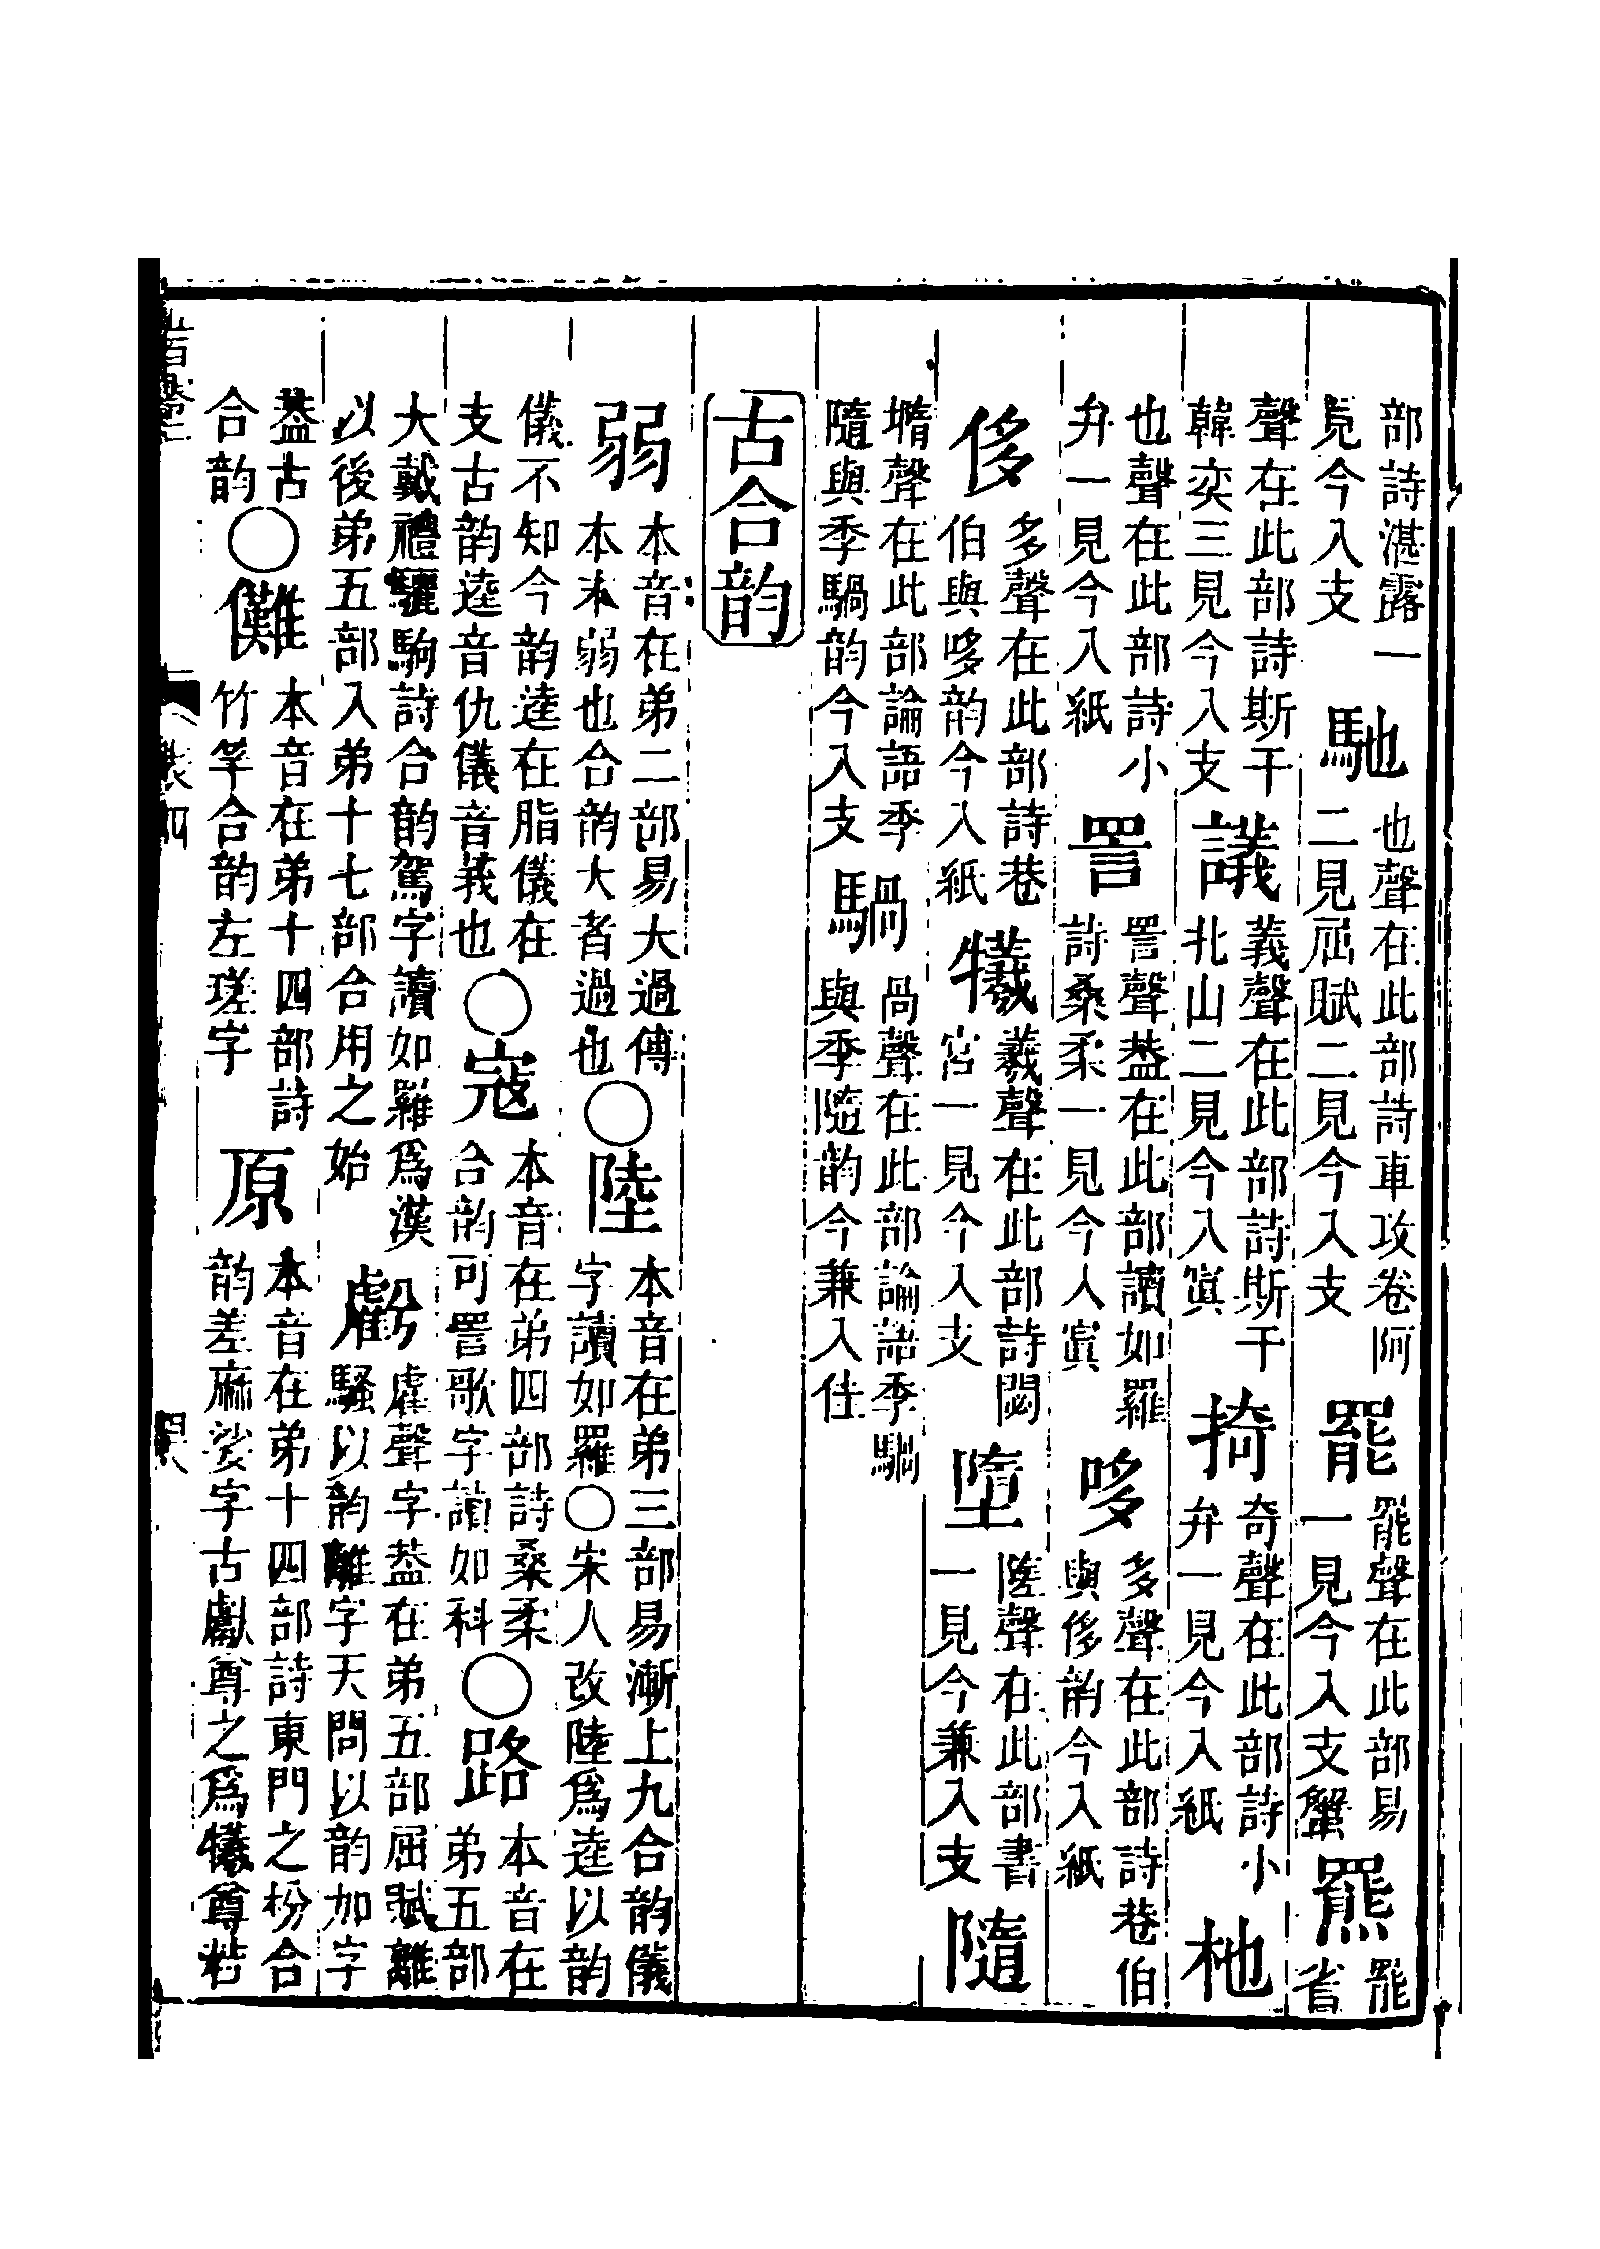 部詩湛露一見今入支馳也聲在此部詩車攻卷阿二見屈賦二見今入支罷罷聲在此部易一見今入支蟹羆罷省
聲在此部詩斯干韓奕三見今入支議義聲在此部詩斯干北山二見今入寘掎奇聲在此部詩小弁一見今入紙杝
也聲在此部詩小弁一見今入紙詈詈聲葢在此部讀如羅詩桑柔一見今入寘哆多聲在此部詩巷伯與侈韵今入紙
侈多聲在此部詩巷伯與哆韵今入紙犧羲聲在此部詩閟宮一見今入支墮隓聲在此部書一見今兼入支隨
聲在此部論語季隨與季騧韵今入支騧咼聲在此部論語季騧與季隨韵今兼入佳
古合韵
弱本音在弟二部易大過傳本末弱也合韵大者過也○陸本音在弟三部易漸上九合韵儀字讀如羅○宋人改陸爲逵以韵
儀不知今韵逵在脂儀在支古韵逵音仇儀音莪也○寇本音在弟四部詩桑柔合韵可詈歌字讀如科○路本音在弟五部
大戴禮驪駒詩合韵駕字讀如羅爲漢以後弟五部入弟十七部合用之始虧雐聲字葢在弟五部屈賦離騷以韵離字天問以韵加字
葢古合韵○儺本音在弟十四部詩竹竿合韵左瑳字原本音在弟十四部詩東門之枌合韵差麻娑字古獻尊之爲犧尊若
表四